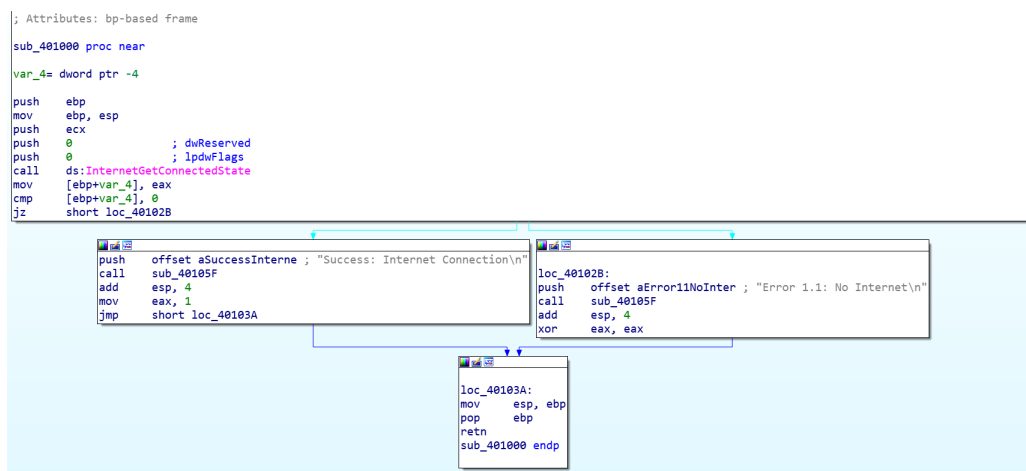 ; Attributes: bp-based frame
sub_401000 proc near
var_4= dword ptr -4
push    ebp
mov     ebp, esp
push    ecx
push    0               ; dwReserved
push    0               ; lpdwFlags
call    ds:InternetGetConnectedState
mov     [ebp+var_4], eax
cmp     [ebp+var_4], 0
jz      short loc_40102B
push    offset aSuccessInterne ; "Success: Internet Connection\n"
call    sub_40105F
add     esp, 4
mov     eax, 1
jmp     short loc_40103A
loc_40102B:
push    offset aError11NoInter ; "Error 1.1: No Internet\n"
call    sub_40105F
add     esp, 4
xor     eax, eax
loc_40103A:
mov     esp, ebp
pop     ebp
retn
sub_401000 endp